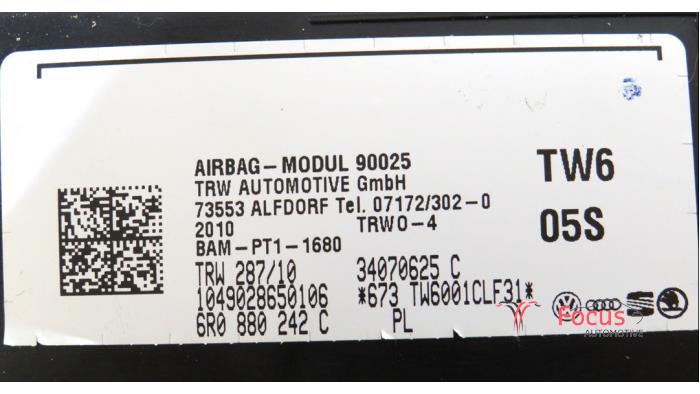 AIRBAG-MODUL 90025
TRW AUTOMOTIVE GmbH
73553 ALFDORF Tel. 07172/302-0
2010 TRWO-4
BAM-PT1-1680
TRW 287/10 34070625 C
1049028650106 *673 TW6001CLF31*
6R0 880 242 C PL
TW6
05S
Focus
AUTOMOTIVE